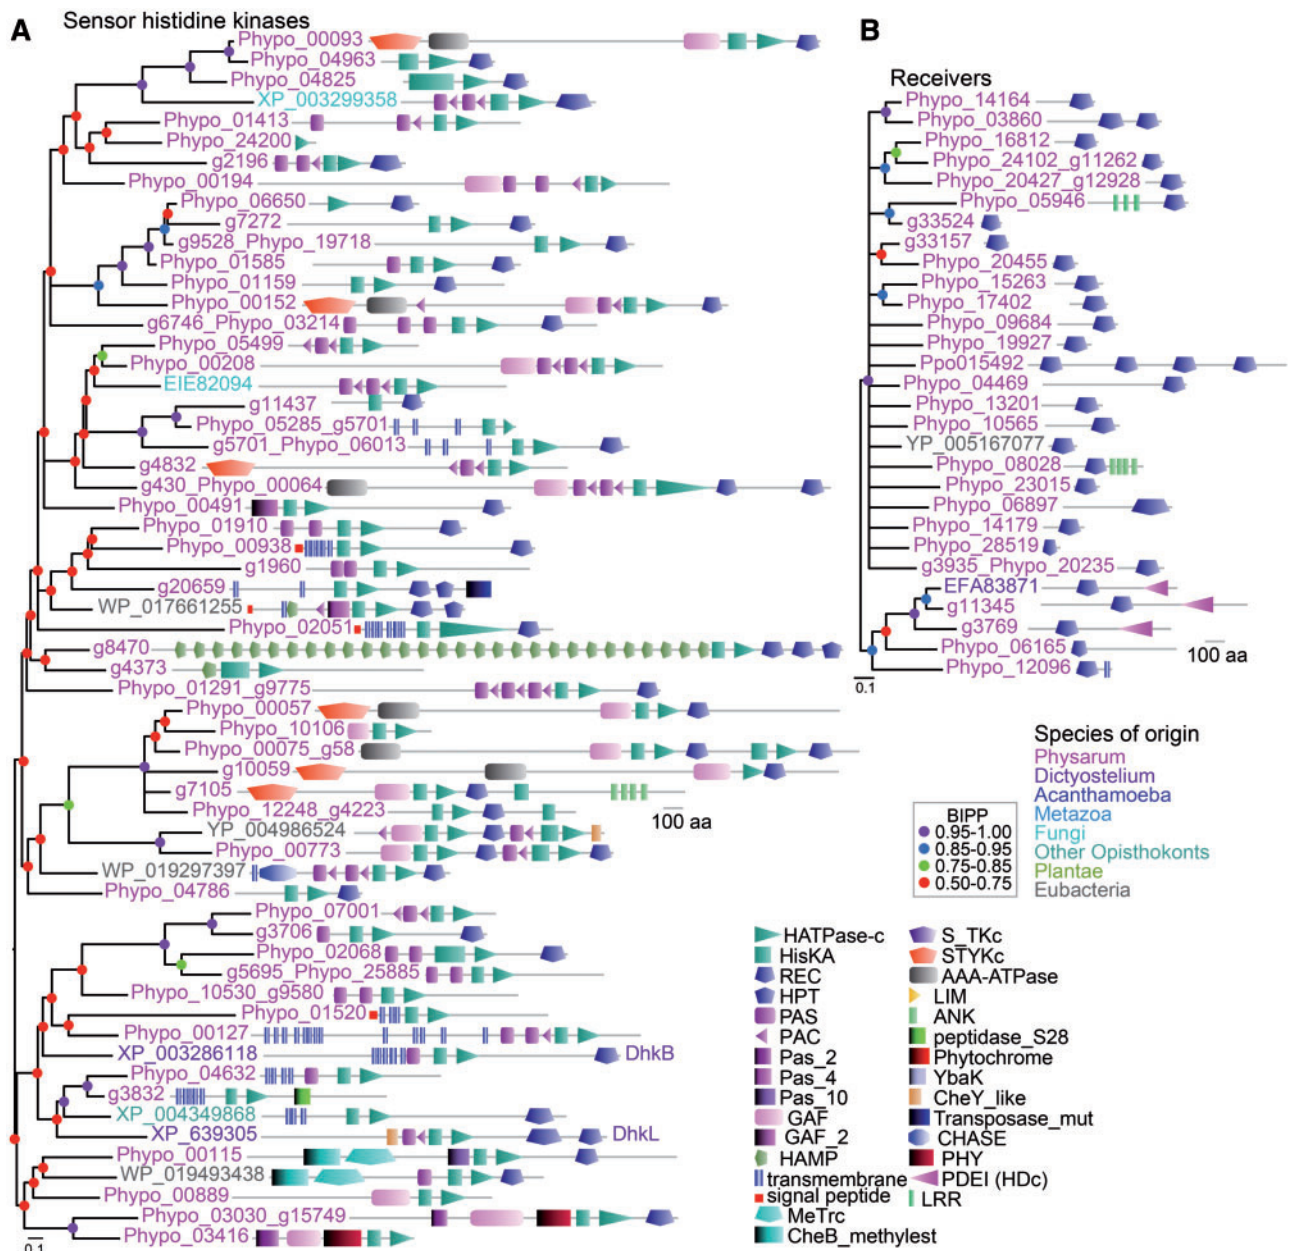 A
Sensor histidine kinases
Phypo_00093
Phypo_04963
Phypo_04825
XP_003299358
Phypo_01413
Phypo_24200
g2196
Phypo_00194
Phypo_06650
g7272
g9528_Phypo_19718
Phypo_01585
Phypo_01159
Phypo_00152
g6746_Phypo_03214
Phypo_05499
Phypo_00208
EIE82094
g11437
Phypo_05285_g5701
g5701_Phypo_06013
g4832
g430_Phypo_00064
Phypo_00491
Phypo_01910
Phypo_00938
g1960
g20659
WP_017661255
Phypo_02051
g8470
g4373
Phypo_01291_g9775
Phypo_00057
Phypo_10106
Phypo_00075_g58
g10059
g7105
Phypo_12248_g4223
YP_004986524
Phypo_00773
WP_019297397
Phypo_04786
Phypo_07001
g3706
Phypo_02068
g5695_Phypo_25885
Phypo_10530_g9580
Phypo_01520
Phypo_00127
XP_003286118 DhkB
Phypo_04632
g3832
XP_004349868
XP_639305 DhkL
Phypo_00115
WP_019493438
Phypo_00889
Phypo_03030_g15749
Phypo_03416
0.1
100 aa
B
Receivers
Phypo_14164
Phypo_03860
Phypo_16812
Phypo_24102_g11262
Phypo_20427_g12928
Phypo_05946
g33524
g33157
Phypo_20455
Phypo_15263
Phypo_17402
Phypo_09684
Phypo_19927
Ppo015492
Phypo_04469
Phypo_13201
Phypo_10565
YP_005167077
Phypo_08028
Phypo_23015
Phypo_06897
Phypo_14179
Phypo_28519
g3935_Phypo_20235
EFA83871
g11345
g3769
Phypo_06165
Phypo_12096
100 aa
0.1
Species of origin
Physarum
Dictyostelium
Acanthamoeba
Metazoa
Fungi
Other Opisthokonts
Plantae
Eubacteria
BIPP
0.95-1.00
0.85-0.95
0.75-0.85
0.50-0.75
HATPase-c
HisKA
REC
HPT
PAS
PAC
Pas_2
Pas_4
Pas_10
GAF
GAF_2
HAMP
transmembrane
signal peptide
MeTrc
CheB_methylest
S_TKc
STYKc
AAA-ATPase
LIM
ANK
peptidase_S28
Phytochrome
YbaK
CheY_like
Transposase_mut
CHASE
PHY
PDEI (HDc)
LRR